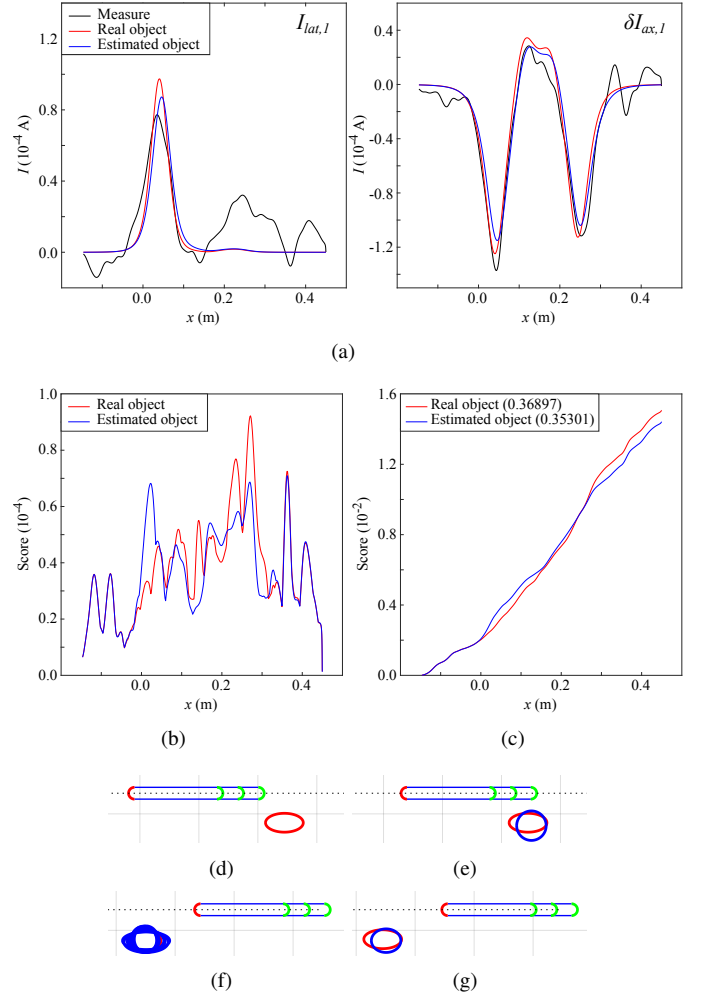 Measure
Real object
Estimated object
I_{lat,1}
1.2
0.8
0.4
0.0
I (10^{-4} A)
0.0
0.2
0.4
x (m)
δI_{ax,1}
0.4
0.0
-0.4
-0.8
-1.2
I (10^{-4} A)
0.0
0.2
0.4
x (m)
(a)
Real object
Estimated object
1.0
0.8
0.6
0.4
0.2
0.0
Score (10^{-4})
0.0
0.2
0.4
x (m)
(b)
Real object (0.36897)
Estimated object (0.35301)
1.6
1.2
0.8
0.4
0.0
Score (10^{-2})
0.0
0.2
0.4
x (m)
(c)
(d)
(e)
(f)
(g)